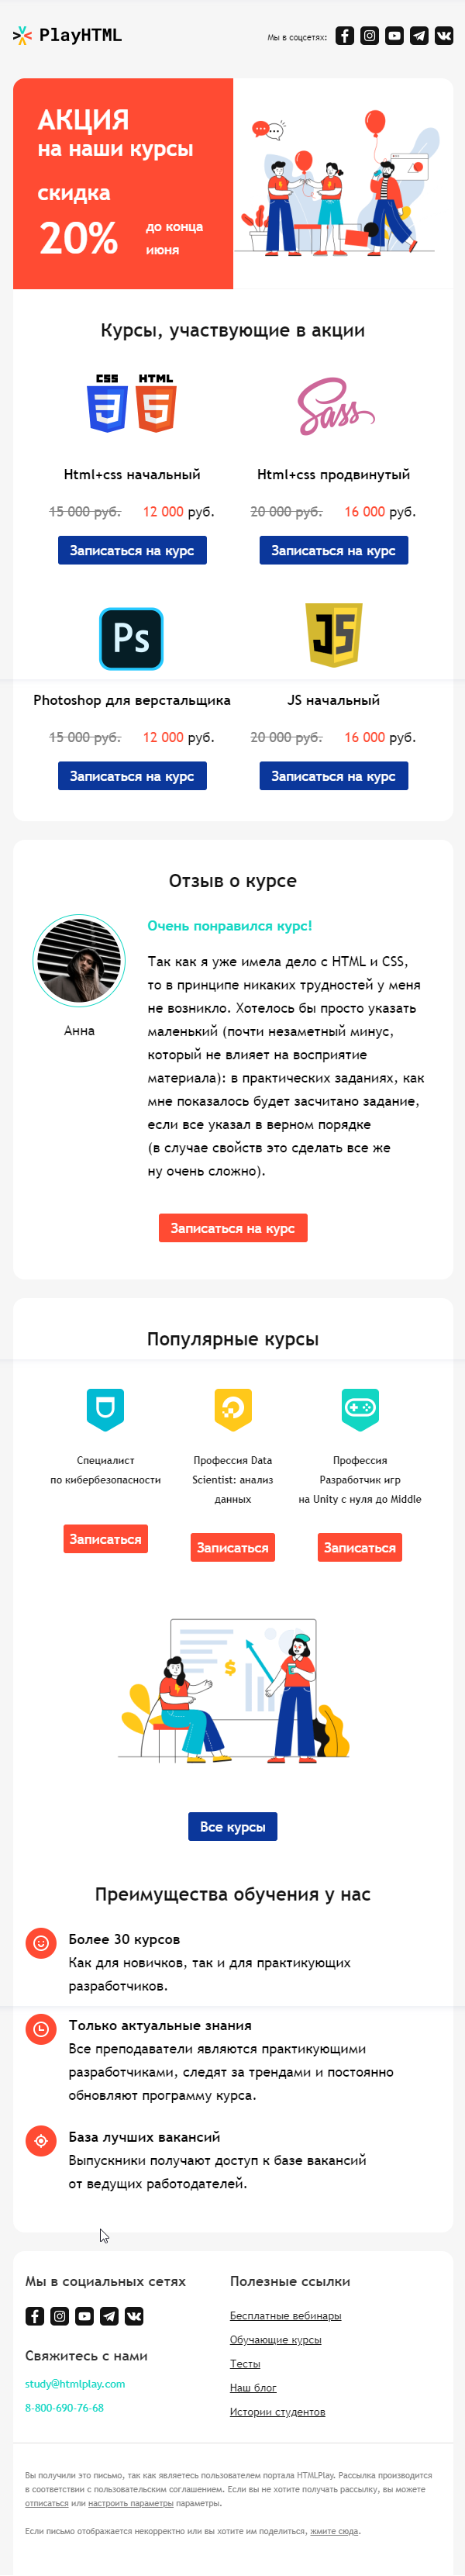 PlayHTML
Мы в соцсетях:
АКЦИЯ
на наши курсы
скидка
20%
до конца
июня
Курсы, участвующие в акции
CSS HTML
Sass
Html+css начальный
Html+css продвинутый
15 000 руб. 12 000 руб.
20 000 руб. 16 000 руб.
Записаться на курс
Записаться на курс
Ps
JS
Photoshop для верстальщика
JS начальный
15 000 руб. 12 000 руб.
20 000 руб. 16 000 руб.
Записаться на курс
Записаться на курс
Отзыв о курсе
Анна
Очень понравился курс!
Так как я уже имела дело с HTML и CSS,
то в принципе никаких трудностей у меня
не возникло. Хотелось бы просто указать
маленький (почти незаметный минус,
который не влияет на восприятие
материала): в практических заданиях, как
мне показалось будет засчитано задание,
если все указал в верном порядке
(в случае свойств это сделать все же
ну очень сложно).
Записаться на курс
Популярные курсы
Специалист
по кибербезопасности
Записаться
Профессия Data
Scientist: анализ
данных
Записаться
Профессия
Разработчик игр
на Unity с нуля до Middle
Записаться
$
Все курсы
Преимущества обучения у нас
Более 30 курсов
Как для новичков, так и для практикующих
разработчиков.
Только актуальные знания
Все преподаватели являются практикующими
разработчиками, следят за трендами и постоянно
обновляют программу курса.
База лучших вакансий
Выпускники получают доступ к базе вакансий
от ведущих работодателей.
Мы в социальных сетях
Свяжитесь с нами
study@htmlplay.com
8-800-690-76-68
Полезные ссылки
Бесплатные вебинары
Обучающие курсы
Тесты
Наш блог
Истории студентов
Вы получили это письмо, так как являетесь пользователем портала HTMLPlay. Рассылка производится
в соответствии с пользовательским соглашением. Если вы не хотите получать рассылку, вы можете
отписаться или настроить параметры параметры.
Если письмо отображается некорректно или вы хотите им поделиться, жмите сюда.